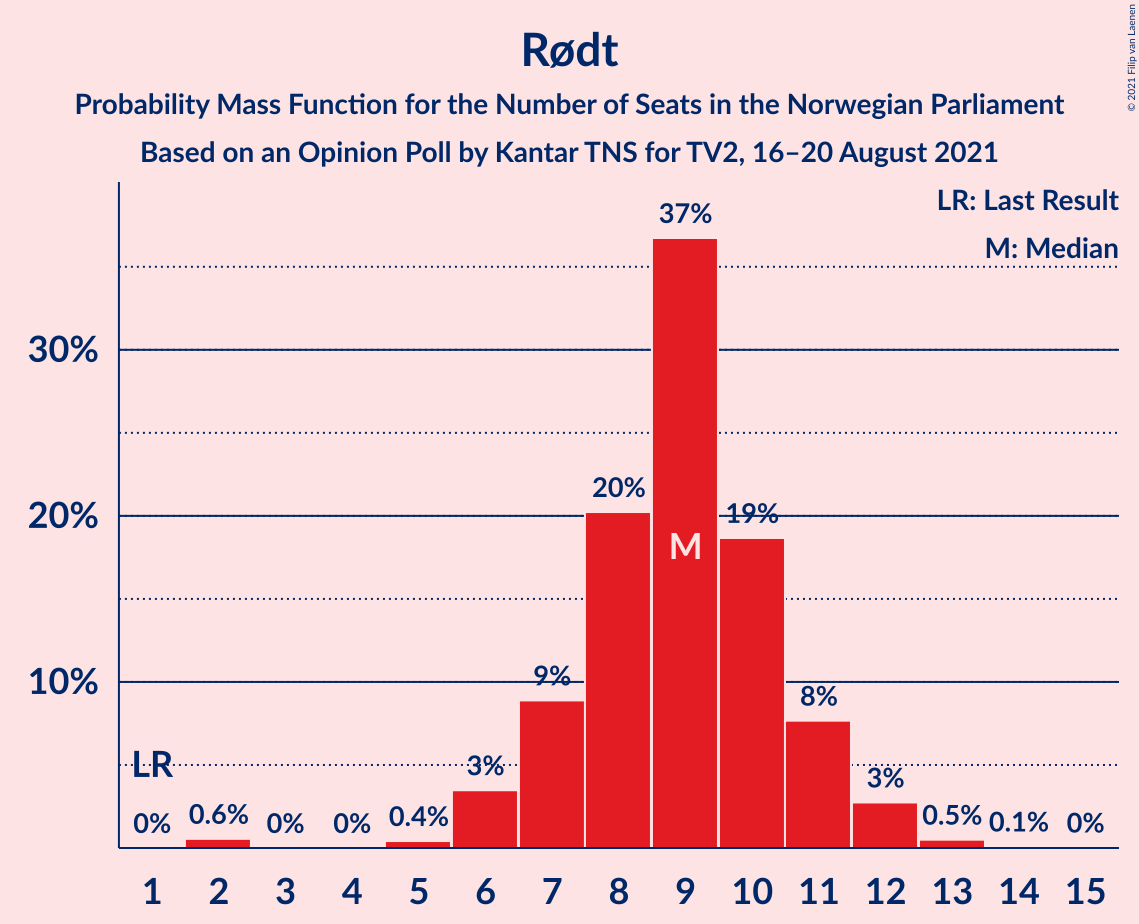 Rødt
Probability Mass Function for the Number of Seats in the Norwegian Parliament
Based on an Opinion Poll by Kantar TNS for TV2, 16–20 August 2021
© 2021 Filip van Laenen
LR: Last Result
M: Median
37%
30%
20%
M
20%
19%
10%
9%
8%
LR
3%
3%
0%
0.6%
0%
0%
0.4%
0.5%
0.1%
0%
1 2 3 4 5 6 7 8 9 10 11 12 13 14 15